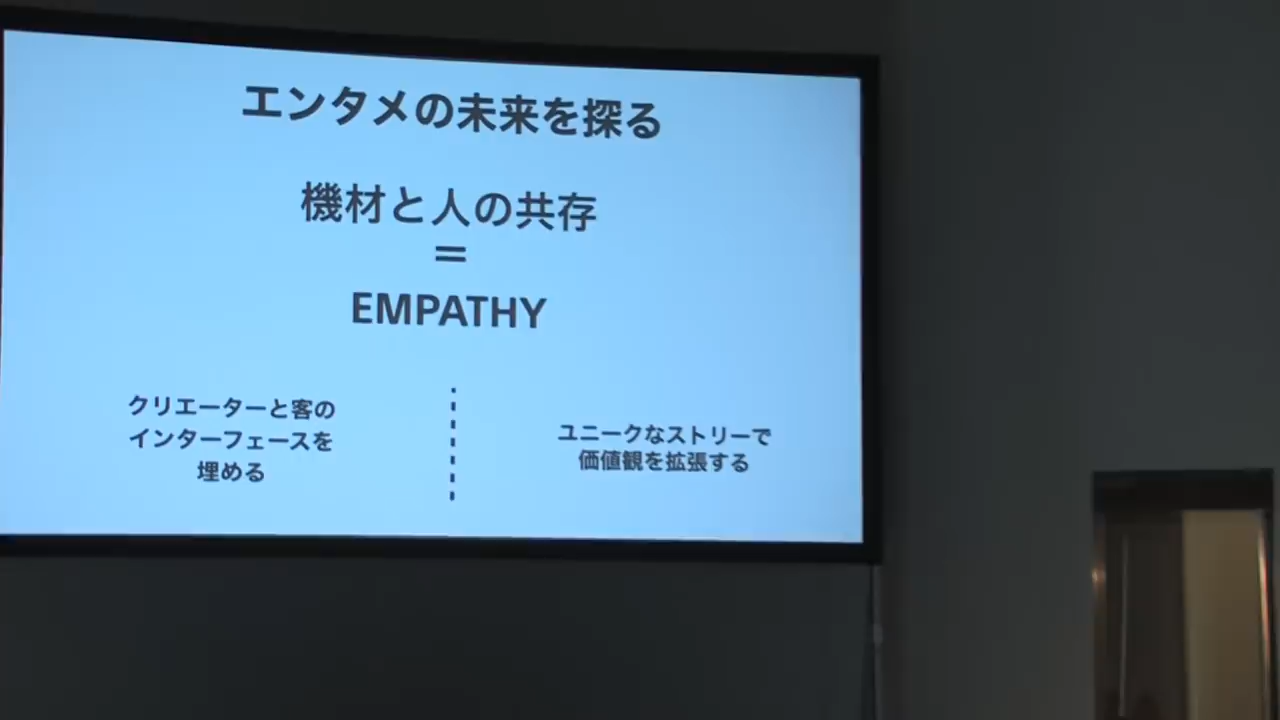 エンタメの未来を探る
機材と人の共存
=
EMPATHY
クリエーターと客の
インターフェースを
埋める
ユニークなストリーで
価値観を拡張する